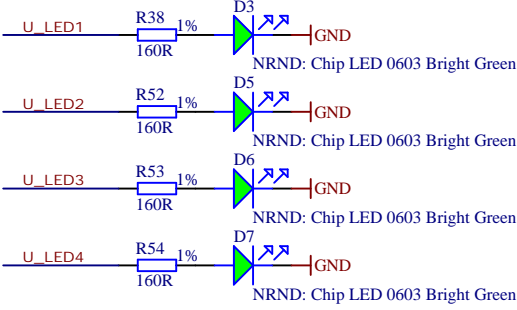 R38 D3
U_LED1 1% GND
160R NRND: Chip LED 0603 Bright Green
R52 D5
U_LED2 1% GND
160R NRND: Chip LED 0603 Bright Green
R53 D6
U_LED3 1% GND
160R NRND: Chip LED 0603 Bright Green
R54 D7
U_LED4 1% GND
160R NRND: Chip LED 0603 Bright Green